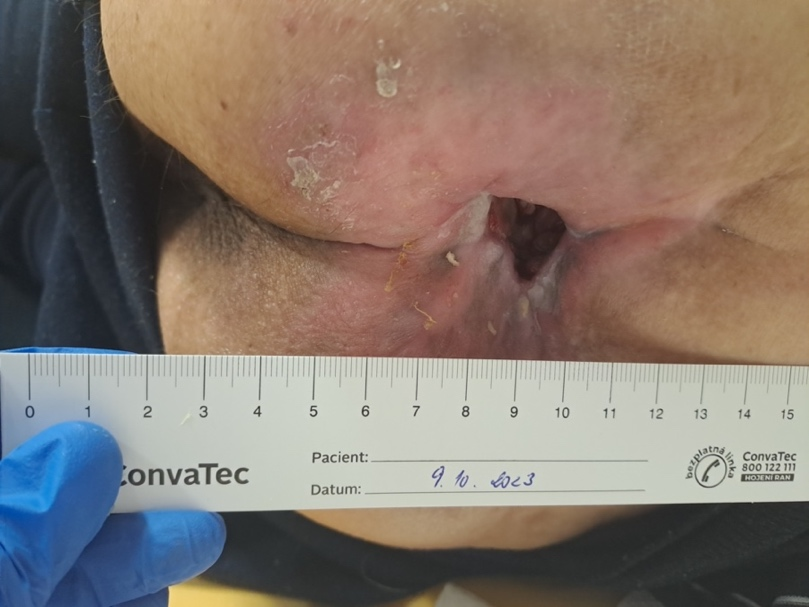 0 1 2 3 4 5 6 7 8 9 10 11 12 13 14 15
Pacient:
ConvaTec
Datum: 9. 10. 2023
bezplatná linka
ConvaTec
800 122 111
HOJENÍ RAN